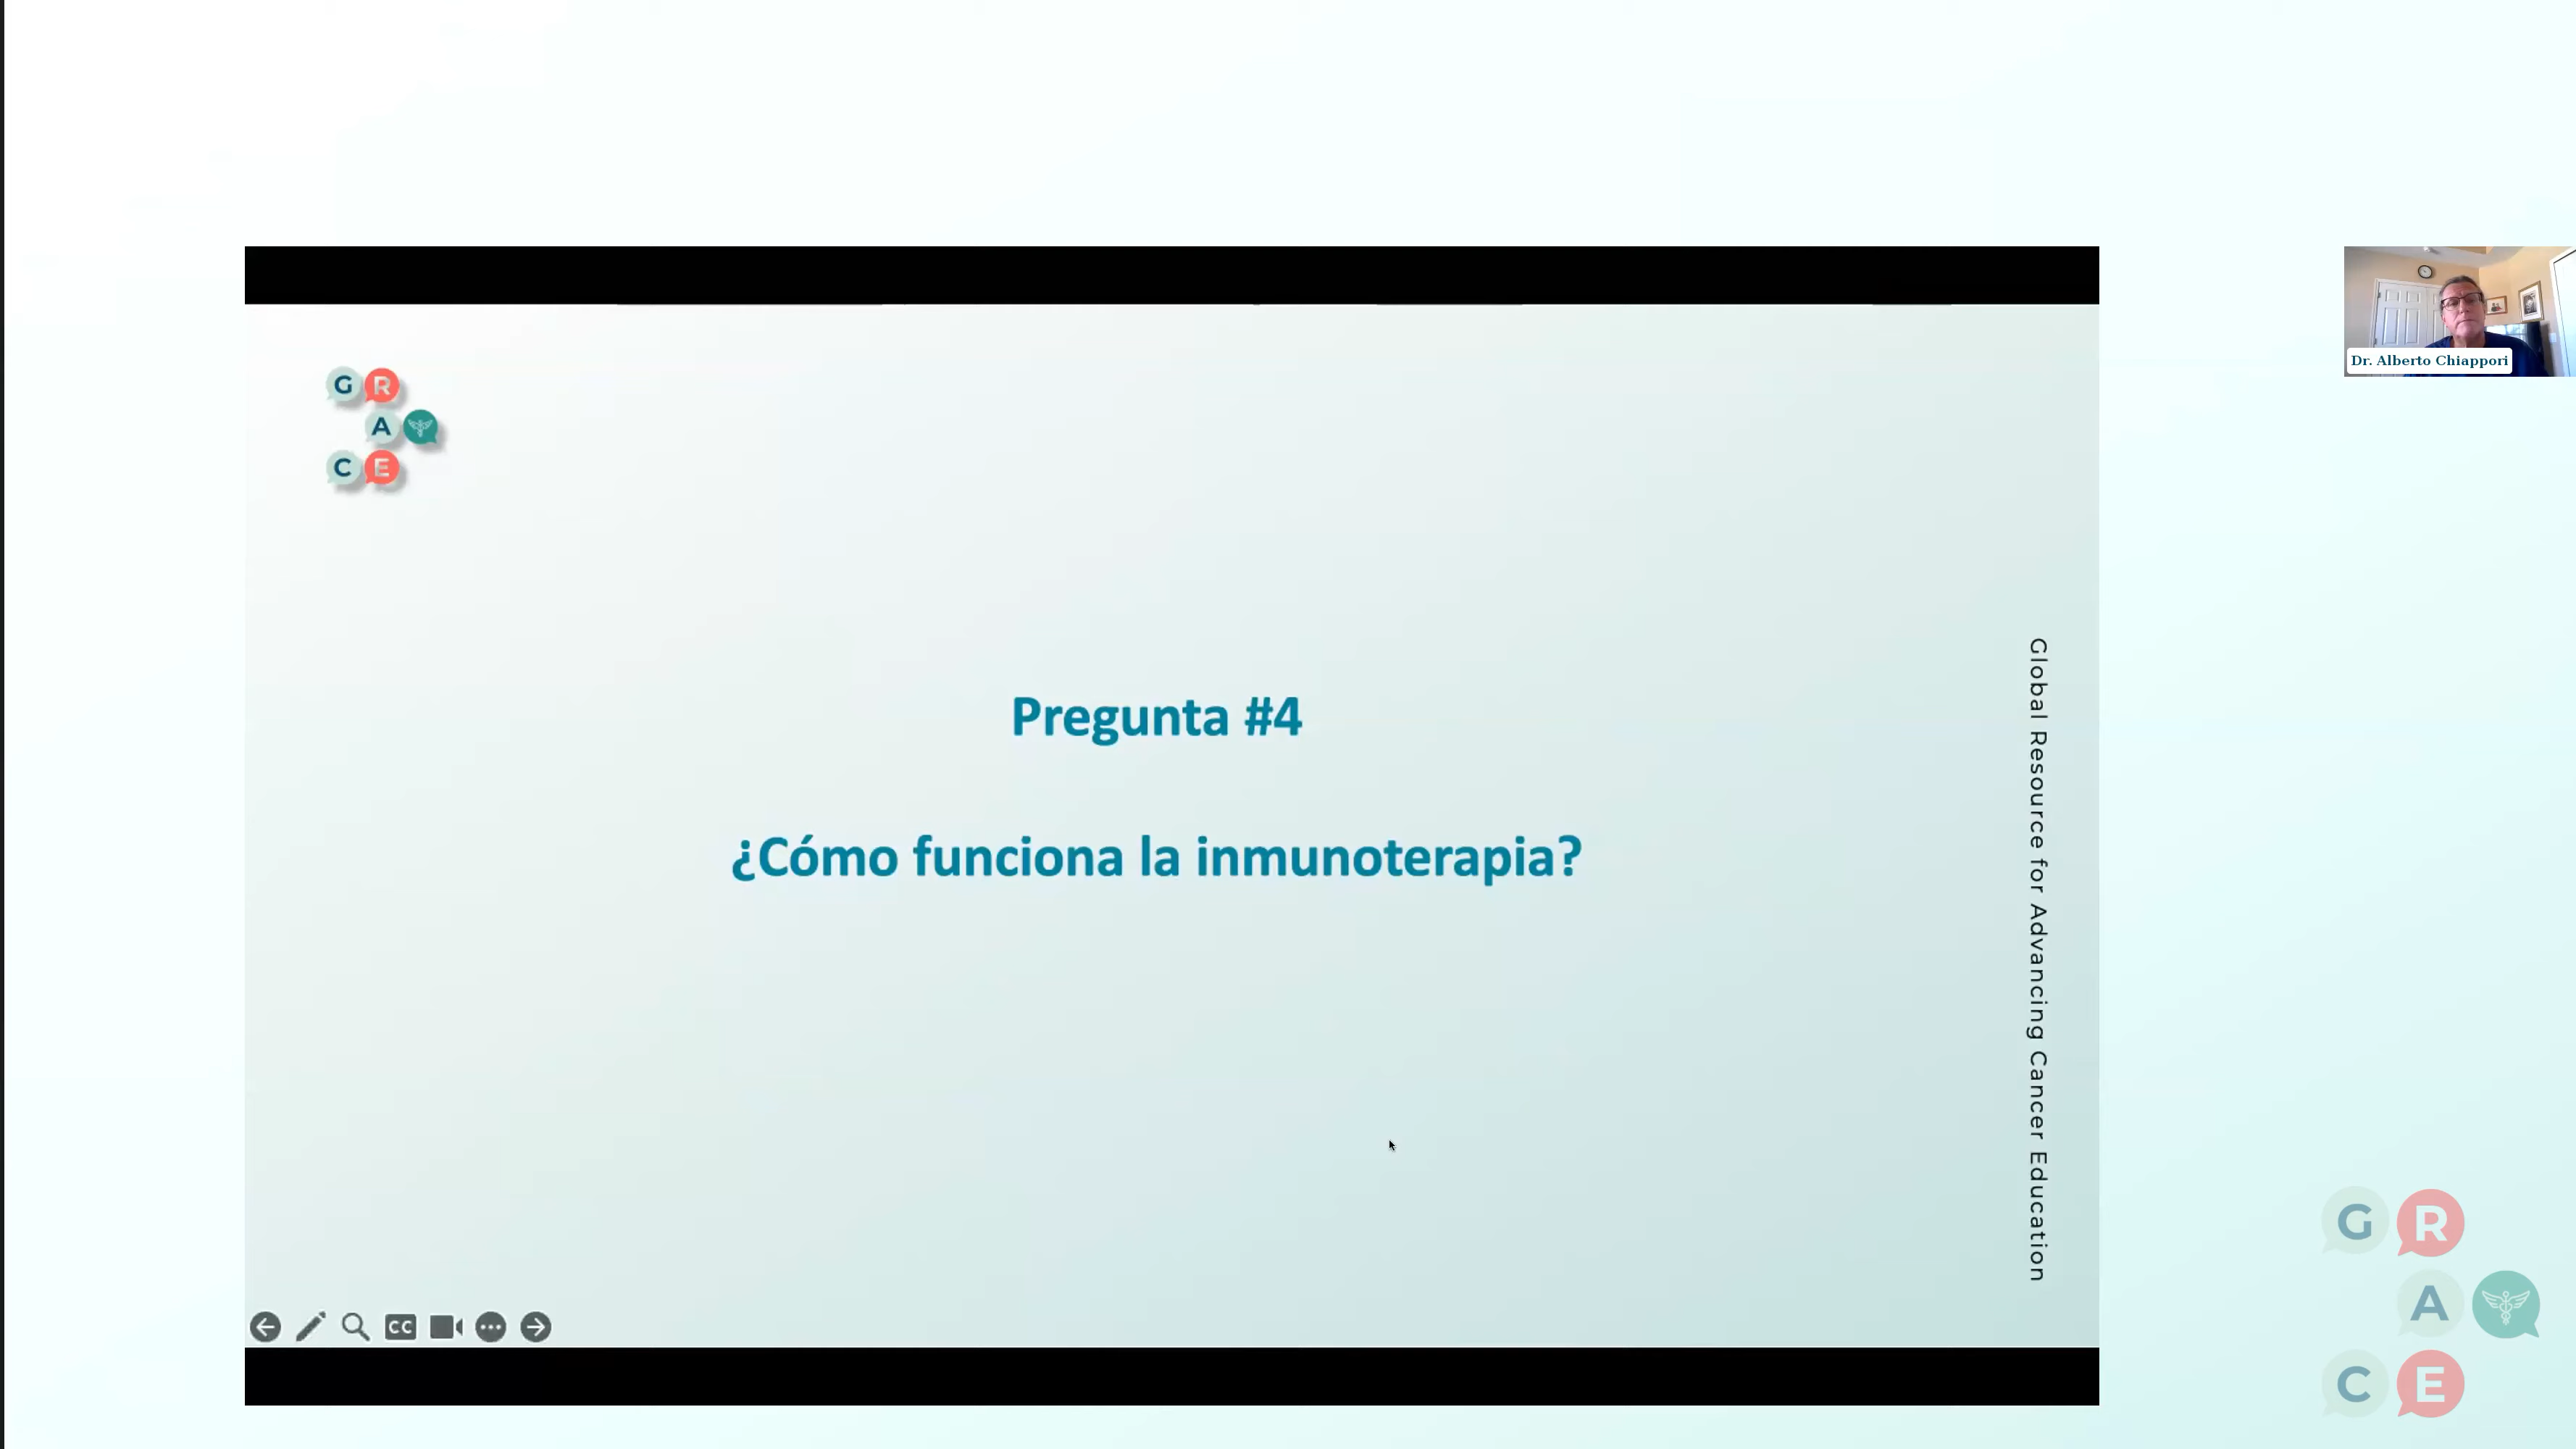 G R
A
C E
Pregunta #4
¿Cómo funciona la inmunoterapia?
Global Resource for Advancing Cancer Education
CC
Dr. Alberto Chiappori
G R
A
C E